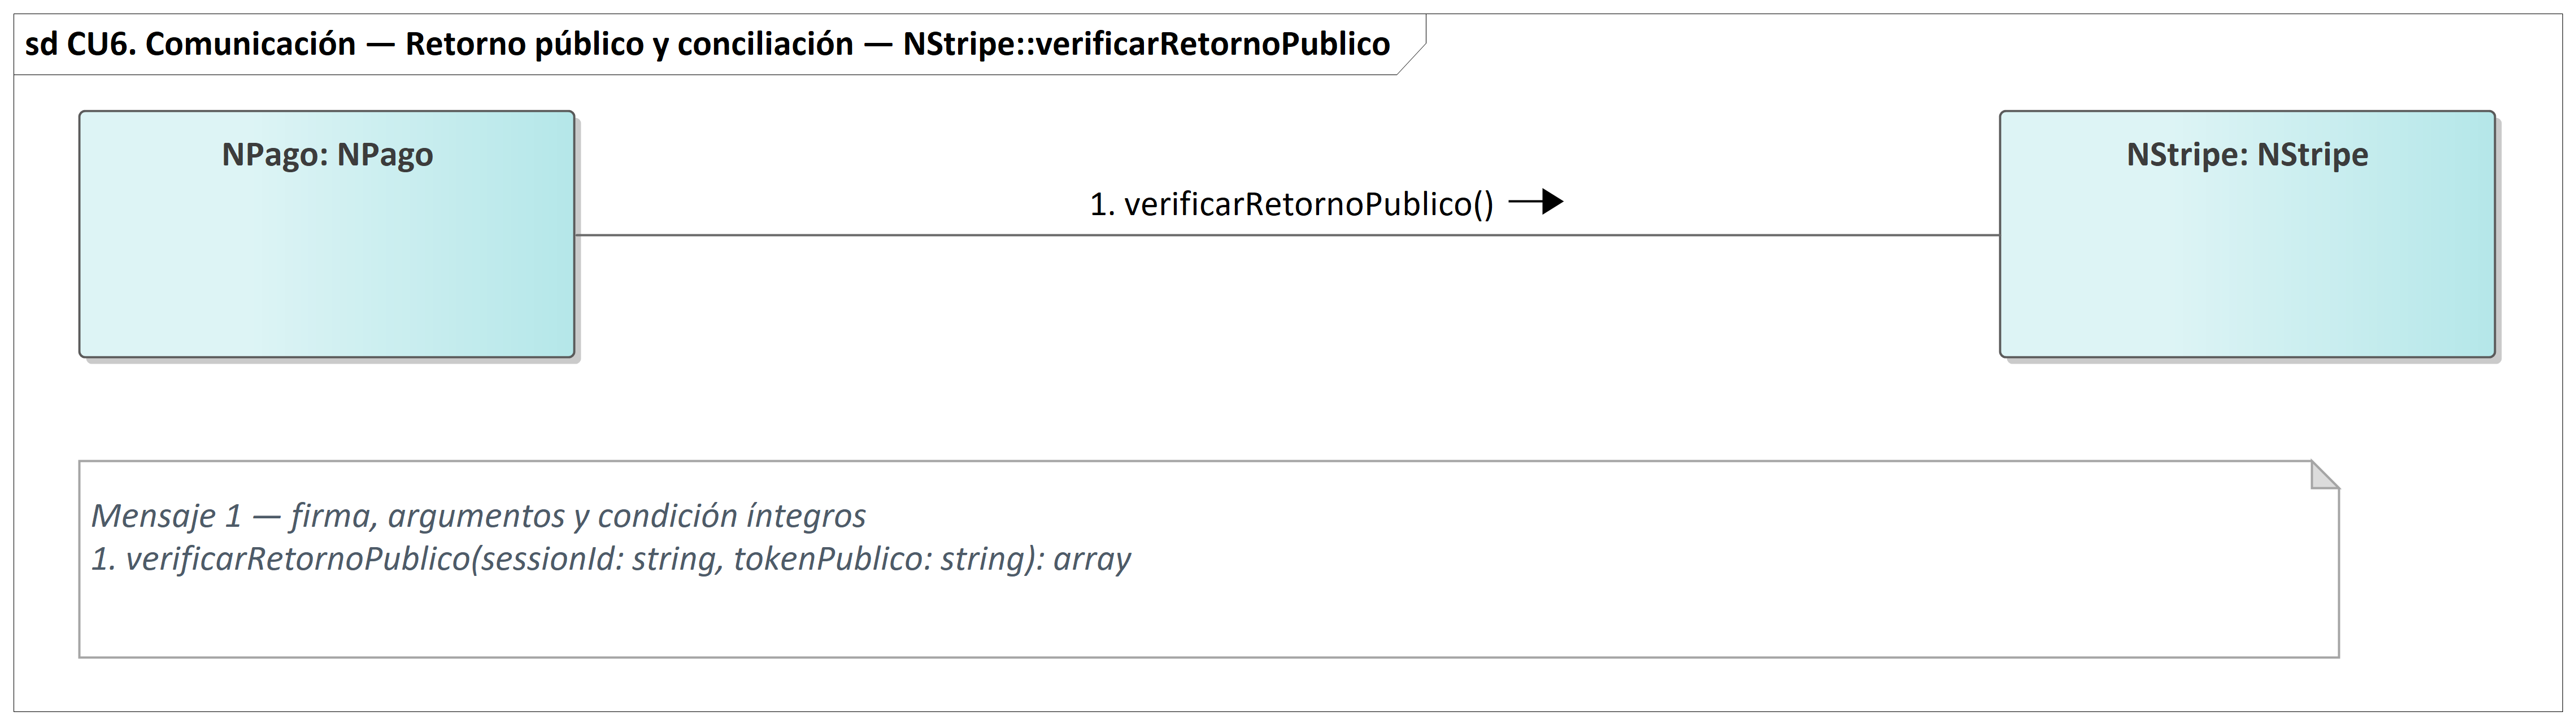 sd CU6. Comunicación — Retorno público y conciliación — NStripe::verificarRetornoPublico
NPago: NPago
NStripe: NStripe
1. verificarRetornoPublico()
Mensaje 1 — firma, argumentos y condición íntegros
1. verificarRetornoPublico(sessionId: string, tokenPublico: string): array